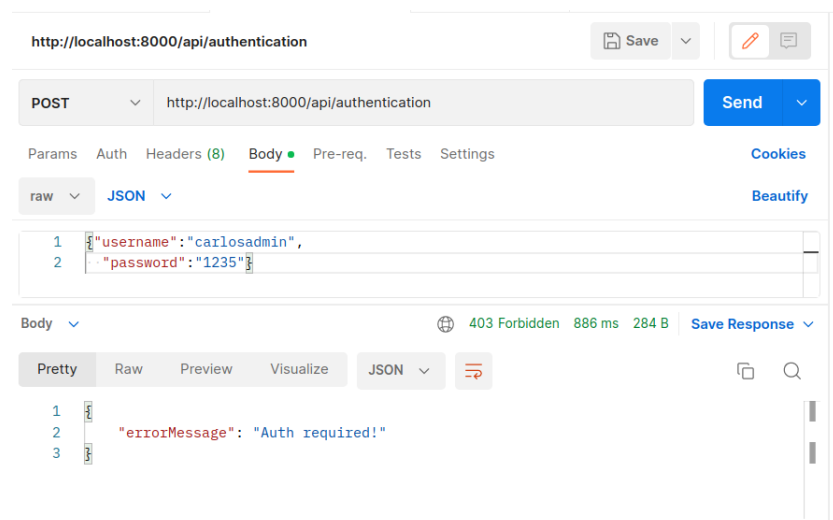 http://localhost:8000/api/authentication Save
POST http://localhost:8000/api/authentication Send
Params Auth Headers (8) Body Pre-req. Tests Settings Cookies
raw JSON Beautify
1 {"username":"carlosadmin",
2 "password":"1235"}
Body 403 Forbidden 886 ms 284 B Save Response
Pretty Raw Preview Visualize JSON
1 {
2 "errorMessage": "Auth required!"
3 }